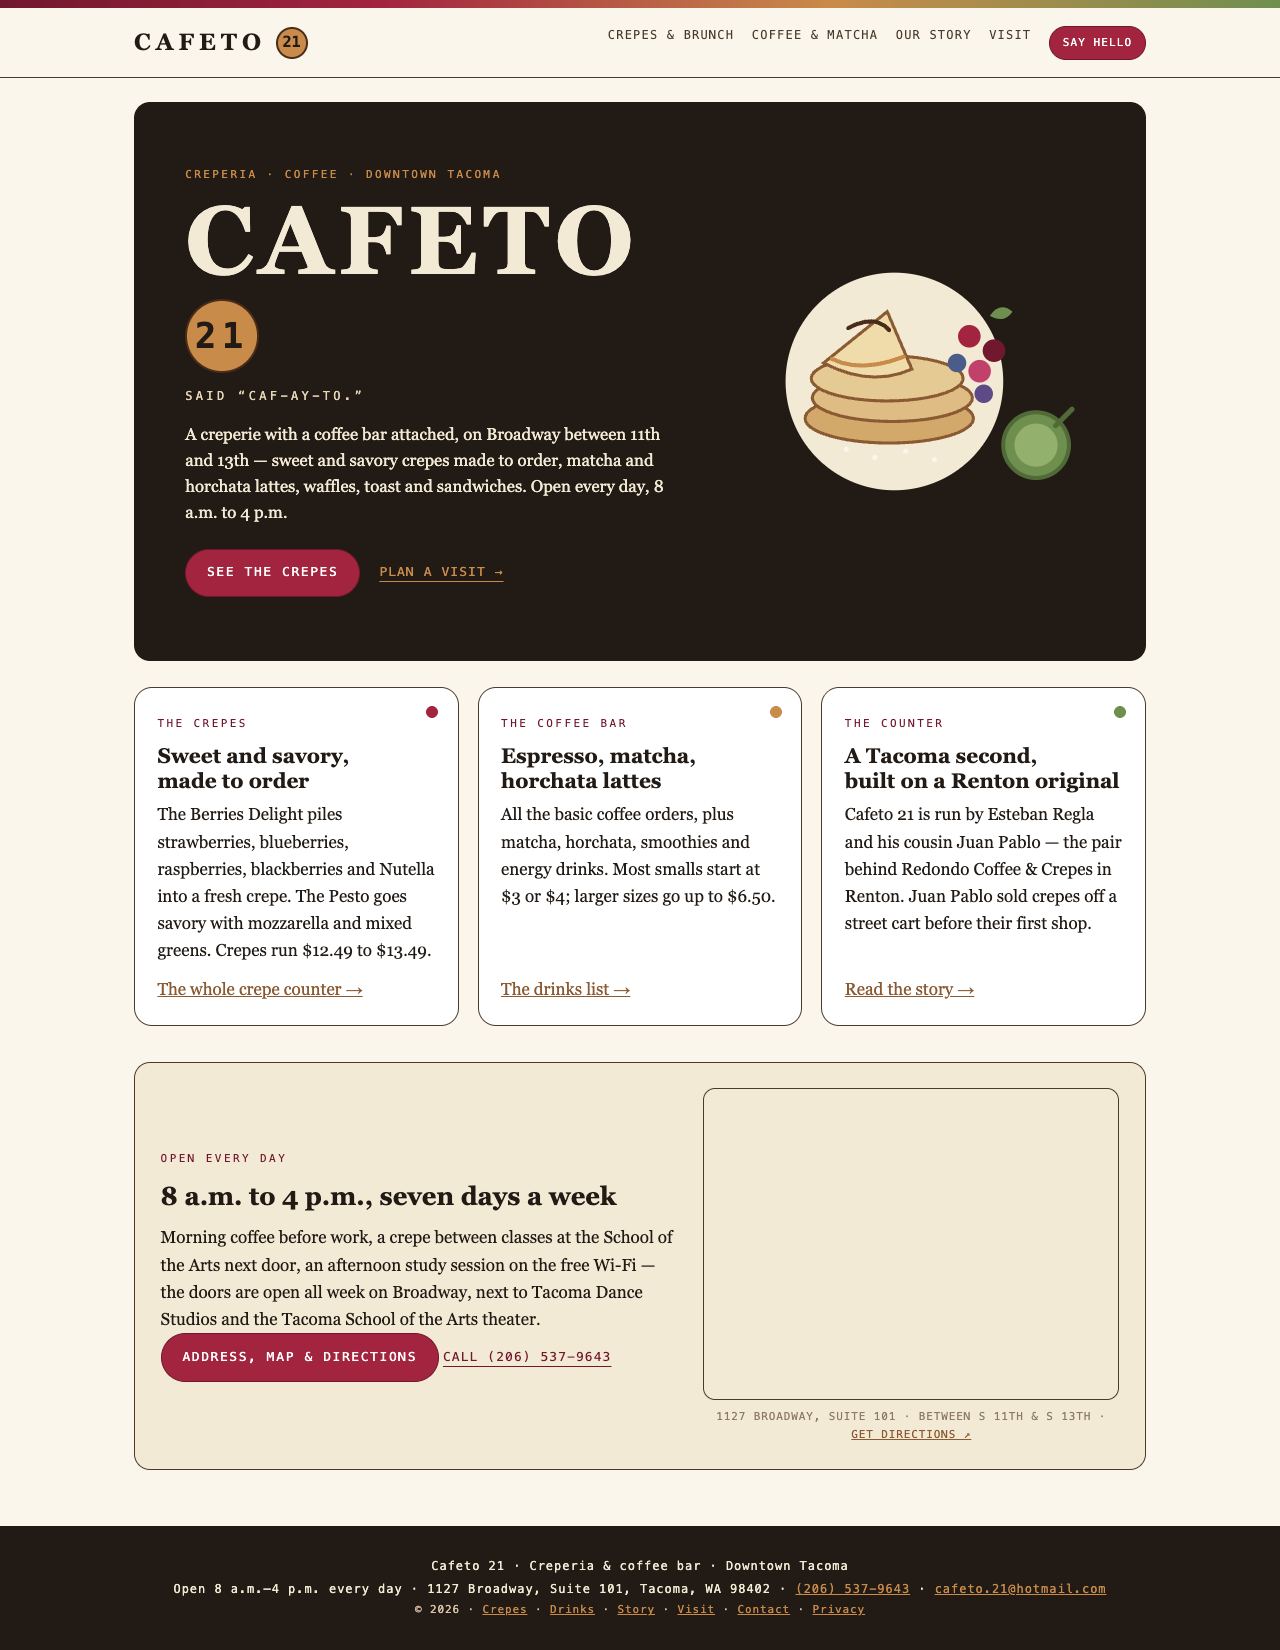 CAFETO 21
CREPES & BRUNCH COFFEE & MATCHA OUR STORY VISIT SAY HELLO
CREPERIA · COFFEE · DOWNTOWN TACOMA
CAFETO
21
SAID “CAF-AY-TO.”
A creperie with a coffee bar attached, on Broadway between 11th
and 13th — sweet and savory crepes made to order, matcha and
horchata lattes, waffles, toast and sandwiches. Open every day, 8
a.m. to 4 p.m.
SEE THE CREPES PLAN A VISIT →
THE CREPES
Sweet and savory,
made to order
The Berries Delight piles
strawberries, blueberries,
raspberries, blackberries and Nutella
into a fresh crepe. The Pesto goes
savory with mozzarella and mixed
greens. Crepes run $12.49 to $13.49.
The whole crepe counter →
THE COFFEE BAR
Espresso, matcha,
horchata lattes
All the basic coffee orders, plus
matcha, horchata, smoothies and
energy drinks. Most smalls start at
$3 or $4; larger sizes go up to $6.50.
The drinks list →
THE COUNTER
A Tacoma second,
built on a Renton original
Cafeto 21 is run by Esteban Regla
and his cousin Juan Pablo — the pair
behind Redondo Coffee & Crepes in
Renton. Juan Pablo sold crepes off a
street cart before their first shop.
Read the story →
OPEN EVERY DAY
8 a.m. to 4 p.m., seven days a week
Morning coffee before work, a crepe between classes at the School of
the Arts next door, an afternoon study session on the free Wi-Fi —
the doors are open all week on Broadway, next to Tacoma Dance
Studios and the Tacoma School of the Arts theater.
ADDRESS, MAP & DIRECTIONS CALL (206) 537-9643
1127 BROADWAY, SUITE 101 · BETWEEN S 11TH & S 13TH ·
GET DIRECTIONS ↗
Cafeto 21 · Creperia & coffee bar · Downtown Tacoma
Open 8 a.m.–4 p.m. every day · 1127 Broadway, Suite 101, Tacoma, WA 98402 · (206) 537-9643 · cafeto.21@hotmail.com
© 2026 · Crepes · Drinks · Story · Visit · Contact · Privacy